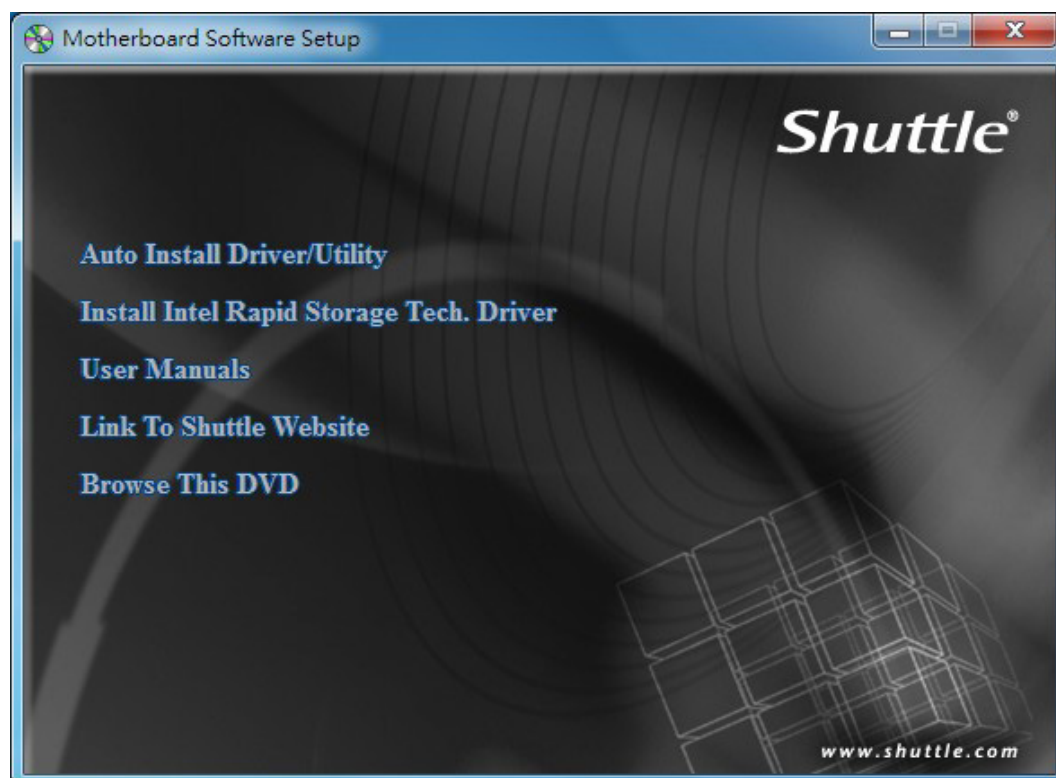 Motherboard Software Setup
Shuttle®
Auto Install Driver/Utility
Install Intel Rapid Storage Tech. Driver
User Manuals
Link To Shuttle Website
Browse This DVD
www.shuttle.com